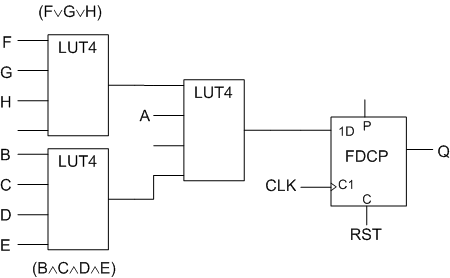 (F∨G∨H)
F
LUT4
G
H
LUT4
A
B
LUT4
C
D
E
(B∧C∧D∧E)
1D
P
FDCP
Q
CLK
C1
C
RST